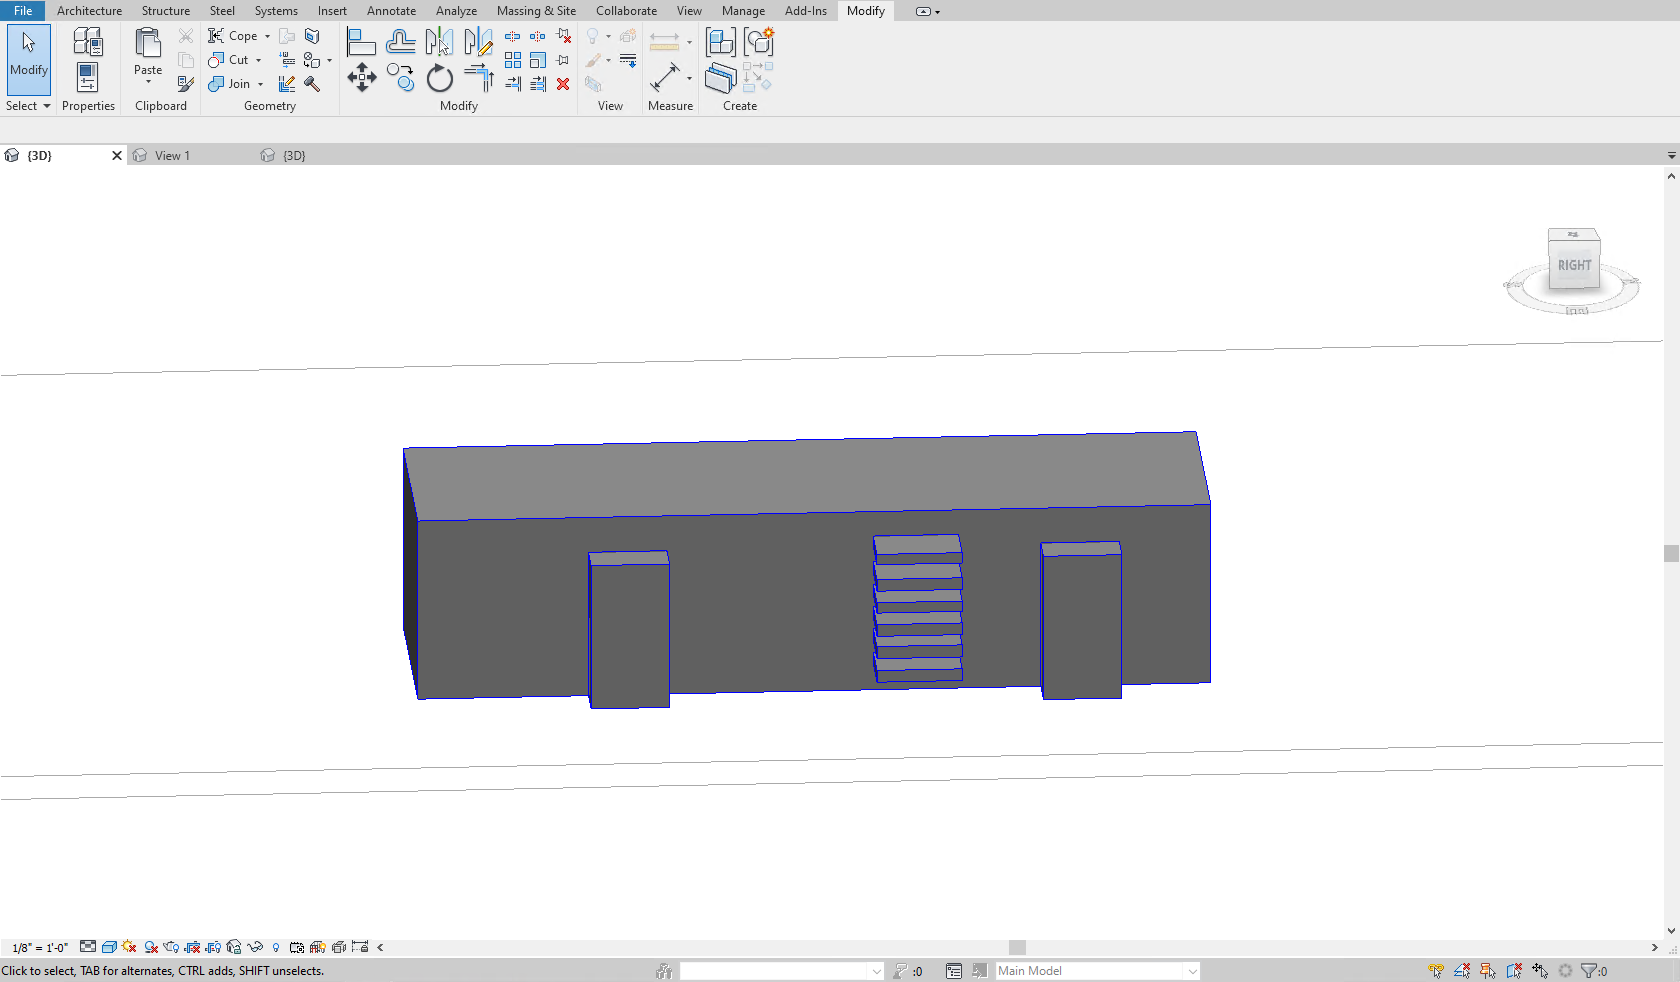 File Architecture Structure Steel Systems Insert Annotate Analyze Massing & Site Collaborate View Manage Add-Ins Modify
Modify
Select
Properties
Paste
Clipboard
Cope
Cut
Join
Geometry
Modify
View
Measure
Create
{3D} View 1 {3D}
RIGHT
1/8" = 1'-0"
Click to select, TAB for alternates, CTRL adds, SHIFT unselects.
:0
Main Model
:0